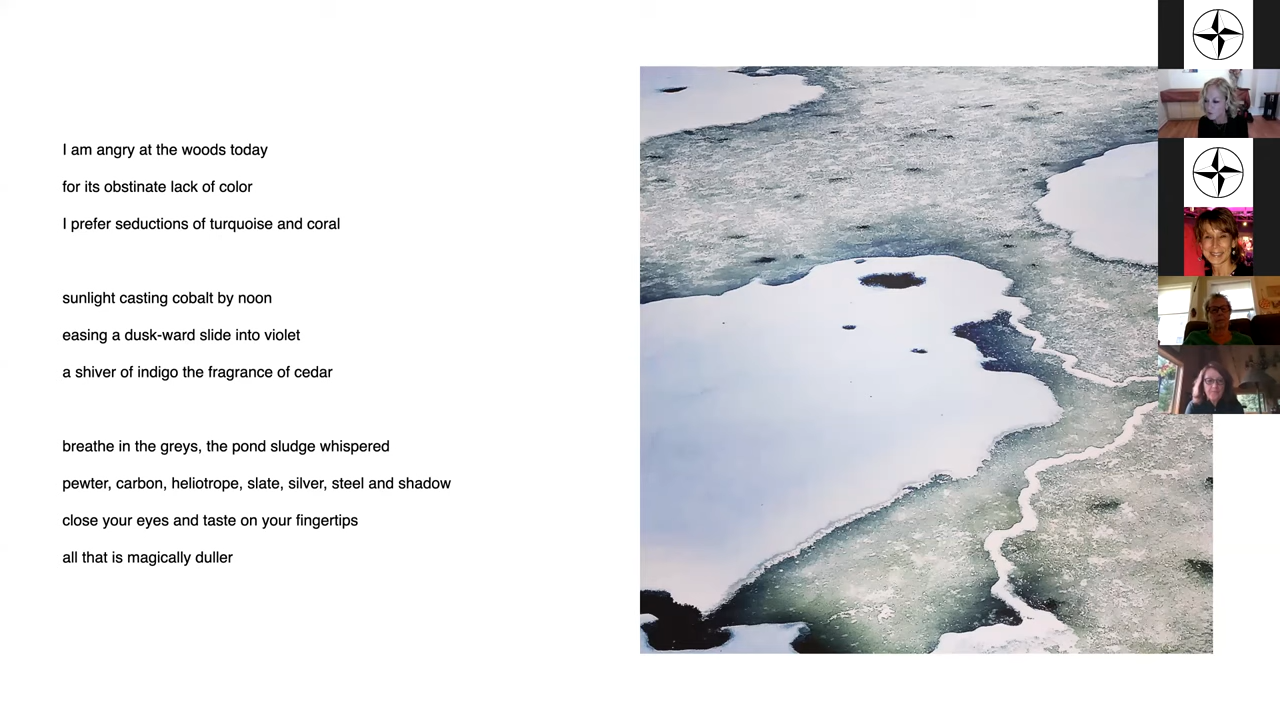 I am angry at the woods today
for its obstinate lack of color
I prefer seductions of turquoise and coral
sunlight casting cobalt by noon
easing a dusk-ward slide into violet
a shiver of indigo the fragrance of cedar
breathe in the greys, the pond sludge whispered
pewter, carbon, heliotrope, slate, silver, steel and shadow
close your eyes and taste on your fingertips
all that is magically duller